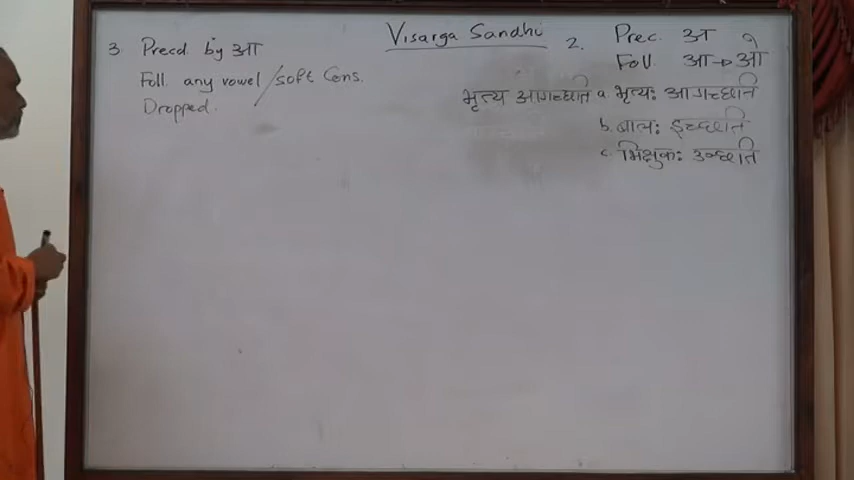 Visarga Sandhi
3. Preced by आ
Foll. any vowel / soft Cons.
Dropped.
2. Prec. अ
Foll. आ → औ
भृत्य आगच्छति a. भृत्यः आगच्छति
b. बालः इच्छति
c. भिक्षुकः उच्छति